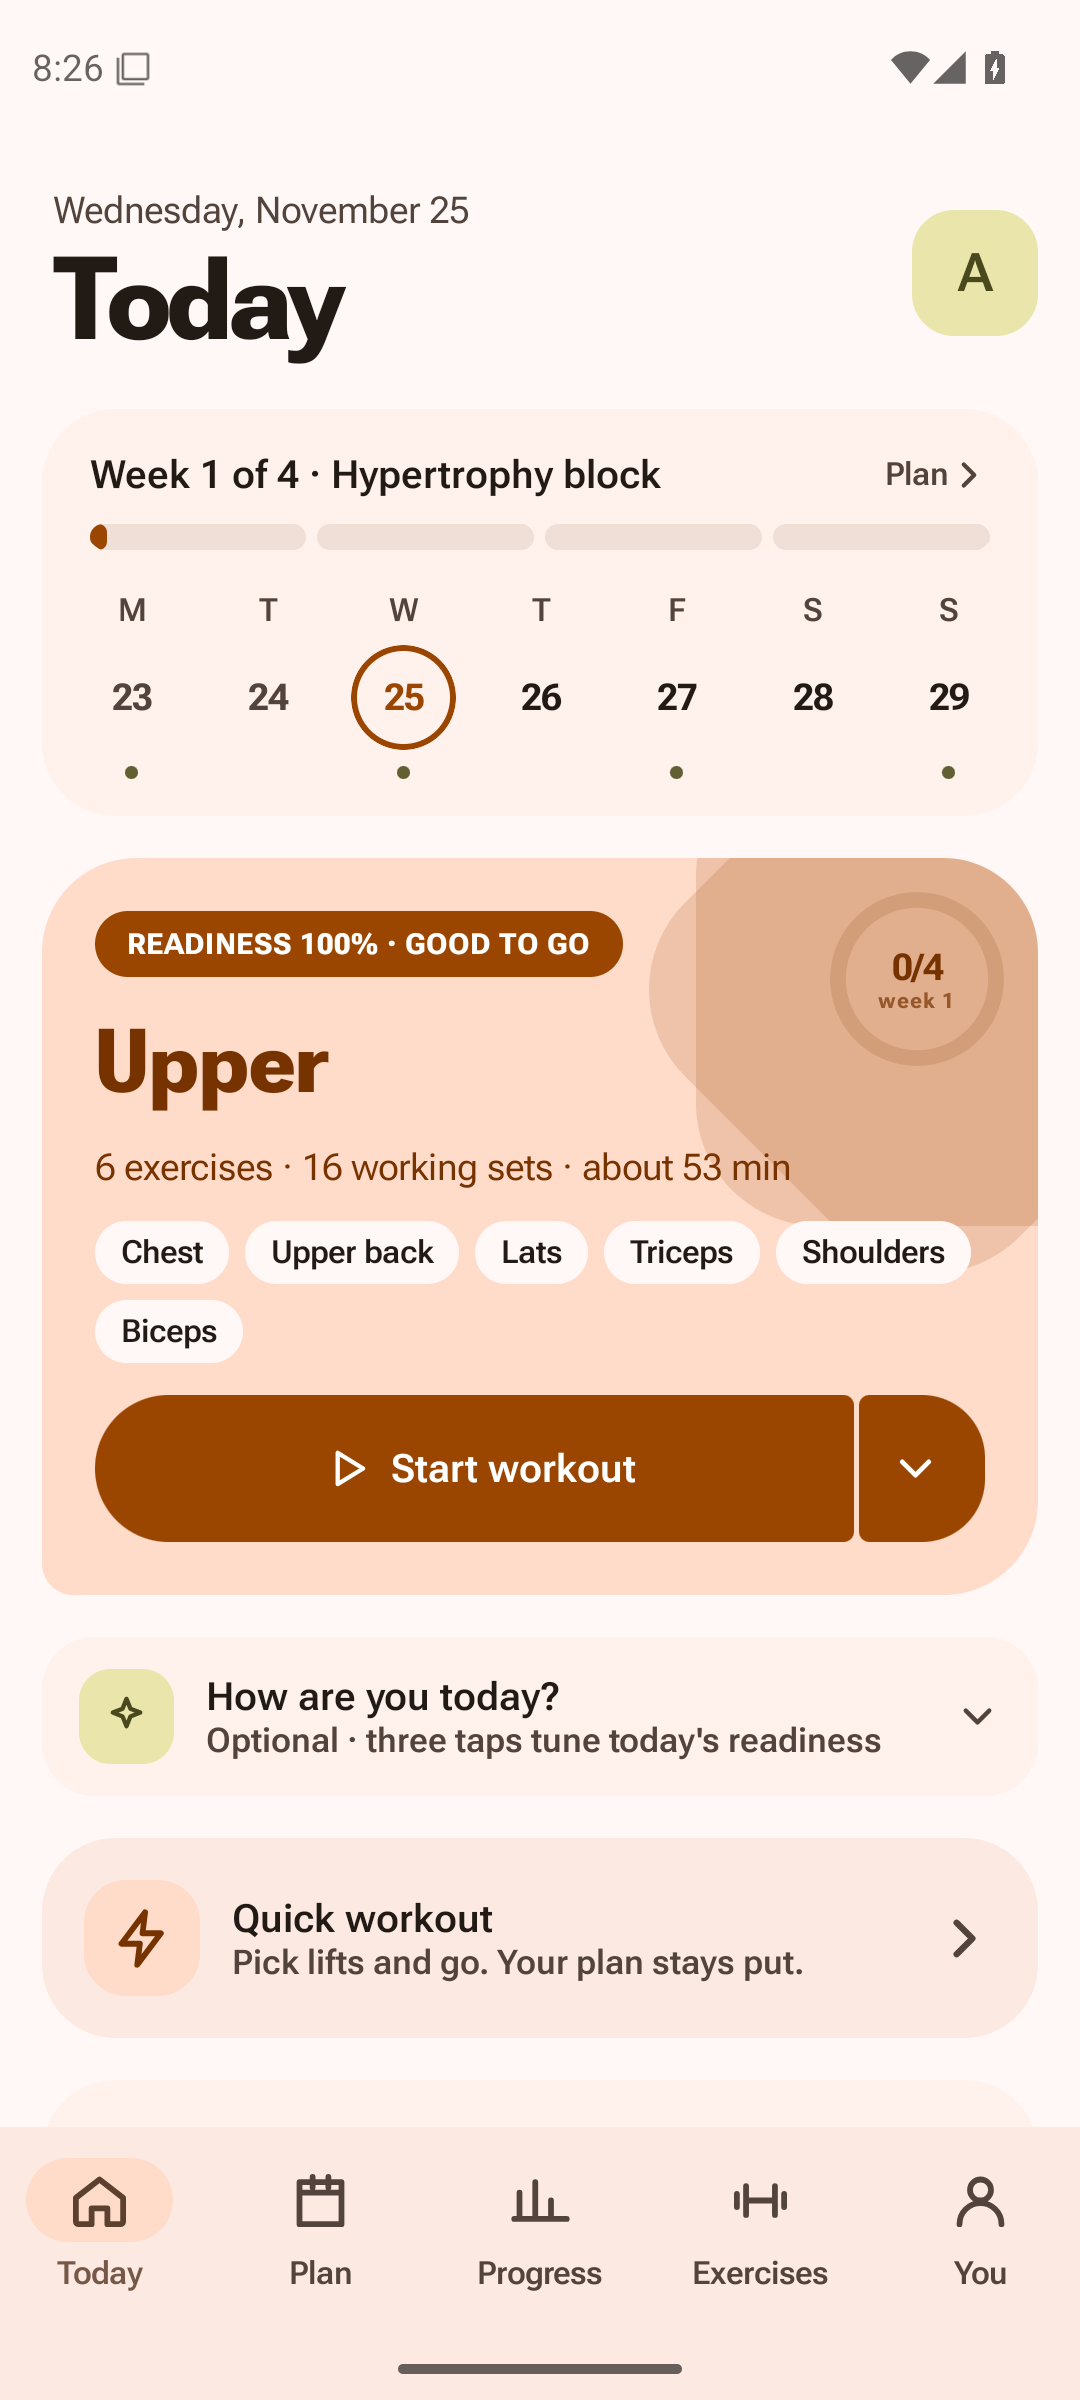 8:26
Wednesday, November 25
Today
A
Week 1 of 4 · Hypertrophy block
Plan
M T W T F S S
23 24 25 26 27 28 29
READINESS 100% · GOOD TO GO
0/4
week 1
Upper
6 exercises · 16 working sets · about 53 min
Chest Upper back Lats Triceps Shoulders
Biceps
Start workout
How are you today?
Optional · three taps tune today's readiness
Quick workout
Pick lifts and go. Your plan stays put.
Today Plan Progress Exercises You